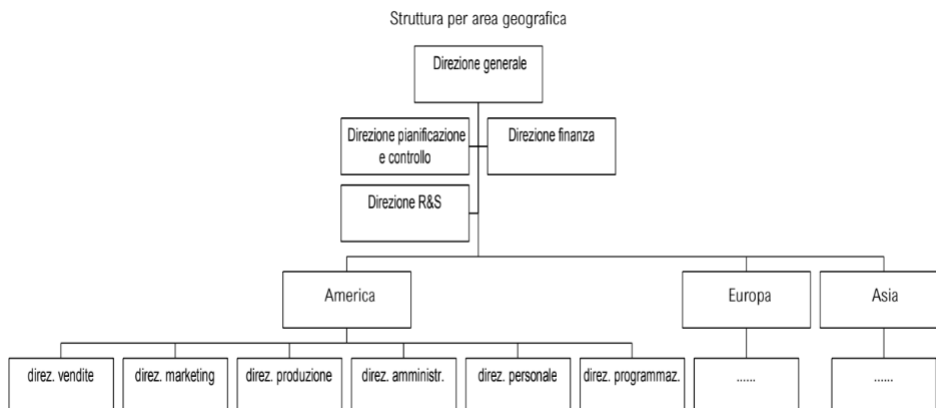 Struttura per area geografica
Direzione generale
Direzione pianificazione
e controllo
Direzione finanza
Direzione R&S
America
Europa
Asia
direz. vendite
direz. marketing
direz. produzione
direz. amministr.
direz. personale
direz. programmaz.
......
......